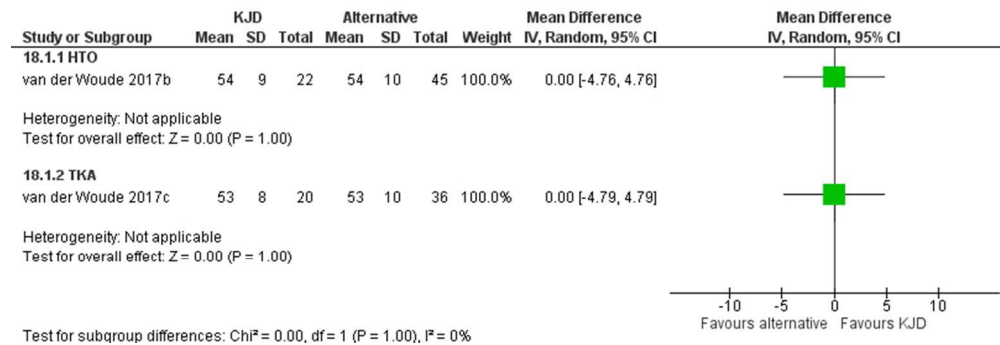 KJD Alternative Mean Difference Mean Difference
Study or Subgroup Mean SD Total Mean SD Total Weight IV, Random, 95% CI IV, Random, 95% CI
18.1.1 HTO
van der Woude 2017b 54 9 22 54 10 45 100.0% 0.00 [-4.76, 4.76]
Heterogeneity: Not applicable
Test for overall effect: Z = 0.00 (P = 1.00)
18.1.2 TKA
van der Woude 2017c 53 8 20 53 10 36 100.0% 0.00 [-4.79, 4.79]
Heterogeneity: Not applicable
Test for overall effect: Z = 0.00 (P = 1.00)
-10 -5 0 5 10
Favours alternative Favours KJD
Test for subgroup differences: Chi² = 0.00, df = 1 (P = 1.00), I² = 0%